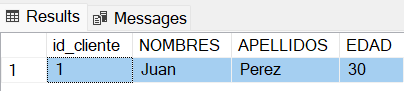 Results Messages
id_cliente NOMBRES APELLIDOS EDAD
1 1 Juan Perez 30